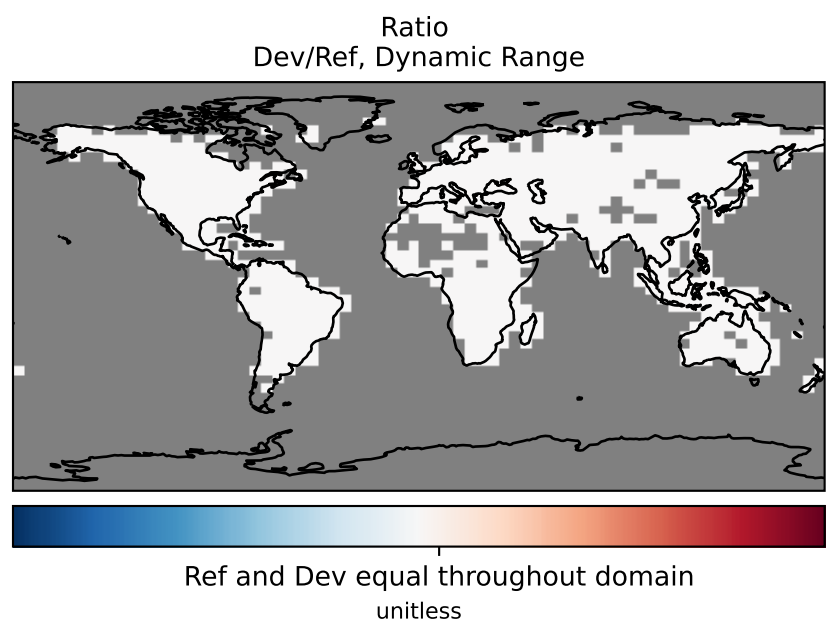 Ratio
Dev/Ref, Dynamic Range
Ref and Dev equal throughout domain
unitless